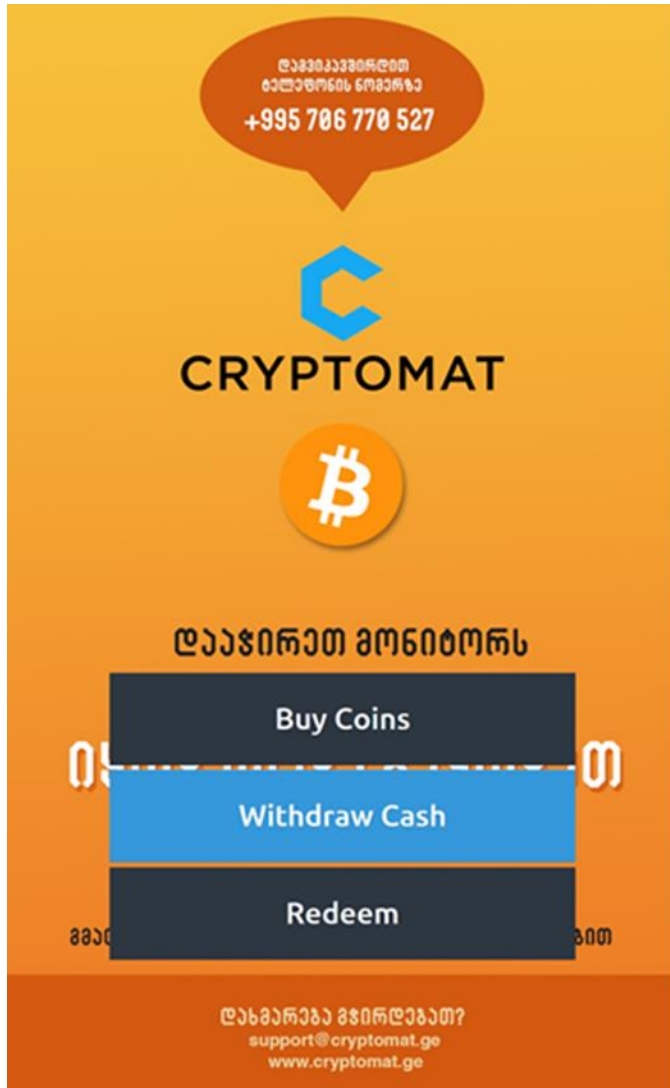 დაგვიკავშირდით
ტელეფონის ნომერზე
+995 706 770 527
CRYPTOMAT
დააჭირეთ მონიტორს
Buy Coins
Withdraw Cash
Redeem
დახმარება გჭირდებათ?
support@cryptomat.ge
www.cryptomat.ge